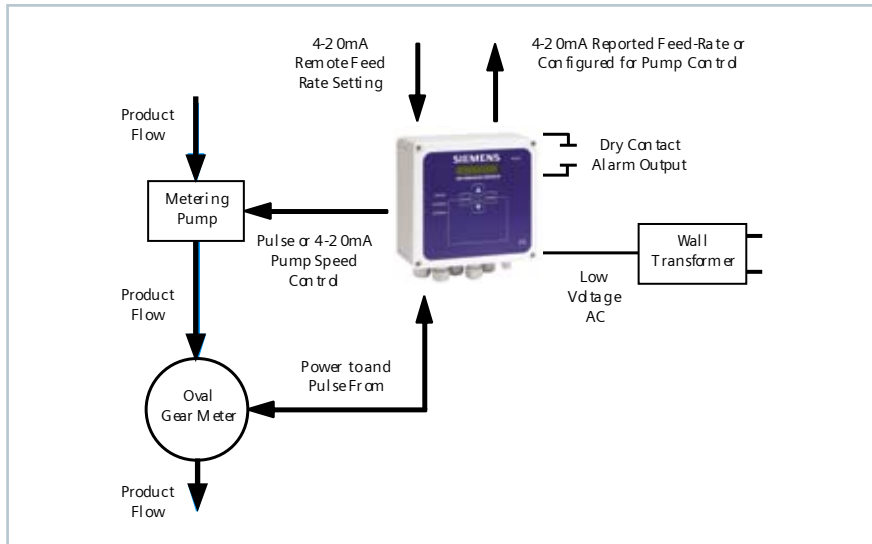 4-20mA
Remote Feed
Rate Setting
4-20mA Reported Feed-Rate or
Configured for Pump Control
Product
Flow
SIEMENS
Dry Contact
Alarm Output
Metering
Pump
Pulse or 4-20mA
Pump Speed
Control
Wall
Transformer
Low
Voltage
AC
Product
Flow
Power to and
Pulse From
Oval
Gear Meter
Product
Flow